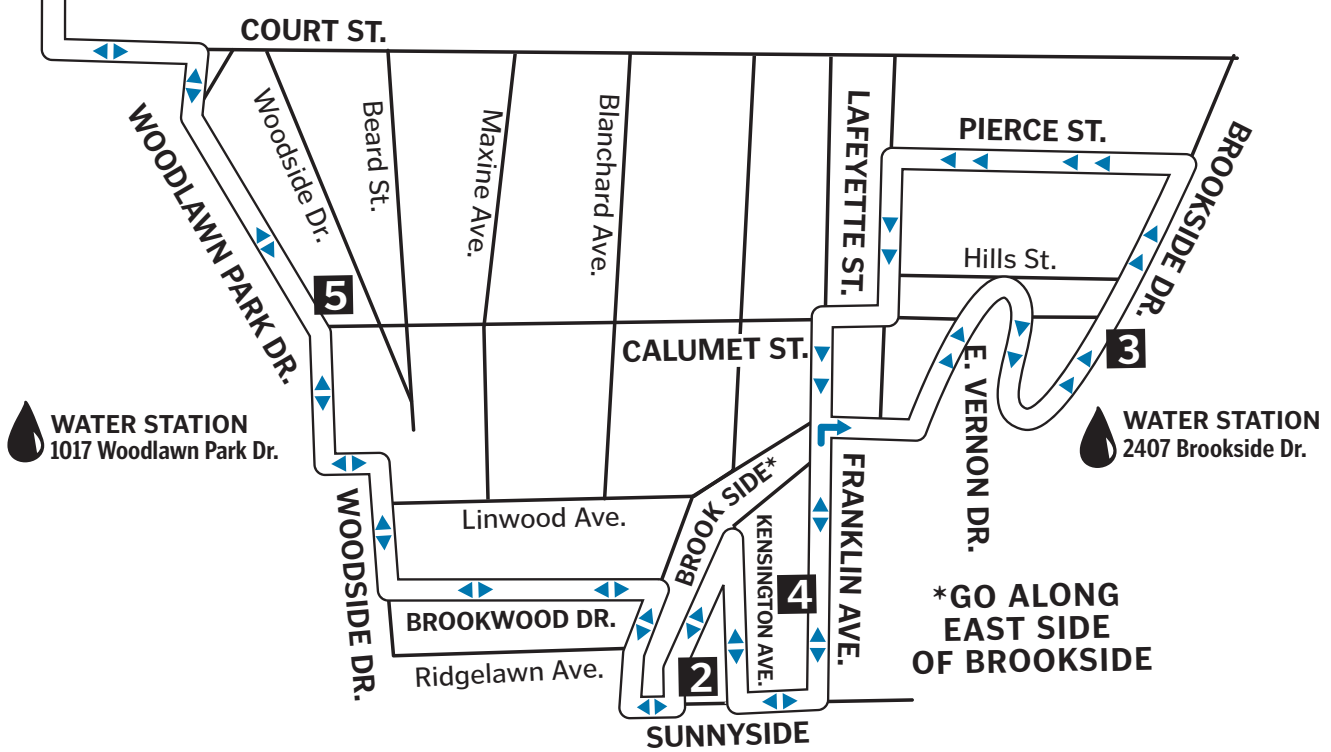 COURT ST.
WOODLAWN PARK DR.
Woodside Dr.
Beard St.
Maxine Ave.
Blanchard Ave.
LAFEYETTE ST.
PIERCE ST.
BROOKSIDE DR.
Hills St.
5
CALUMET ST.
3
E. VERNON DR.
WATER STATION
1017 Woodlawn Park Dr.
WATER STATION
2407 Brookside Dr.
WOODSIDE DR.
Linwood Ave.
BROOK SIDE*
KENSINGTON AVE.
FRANKLIN AVE.
4
BROOKWOOD DR.
Ridgelawn Ave.
2
SUNNYSIDE
*GO ALONG
EAST SIDE
OF BROOKSIDE